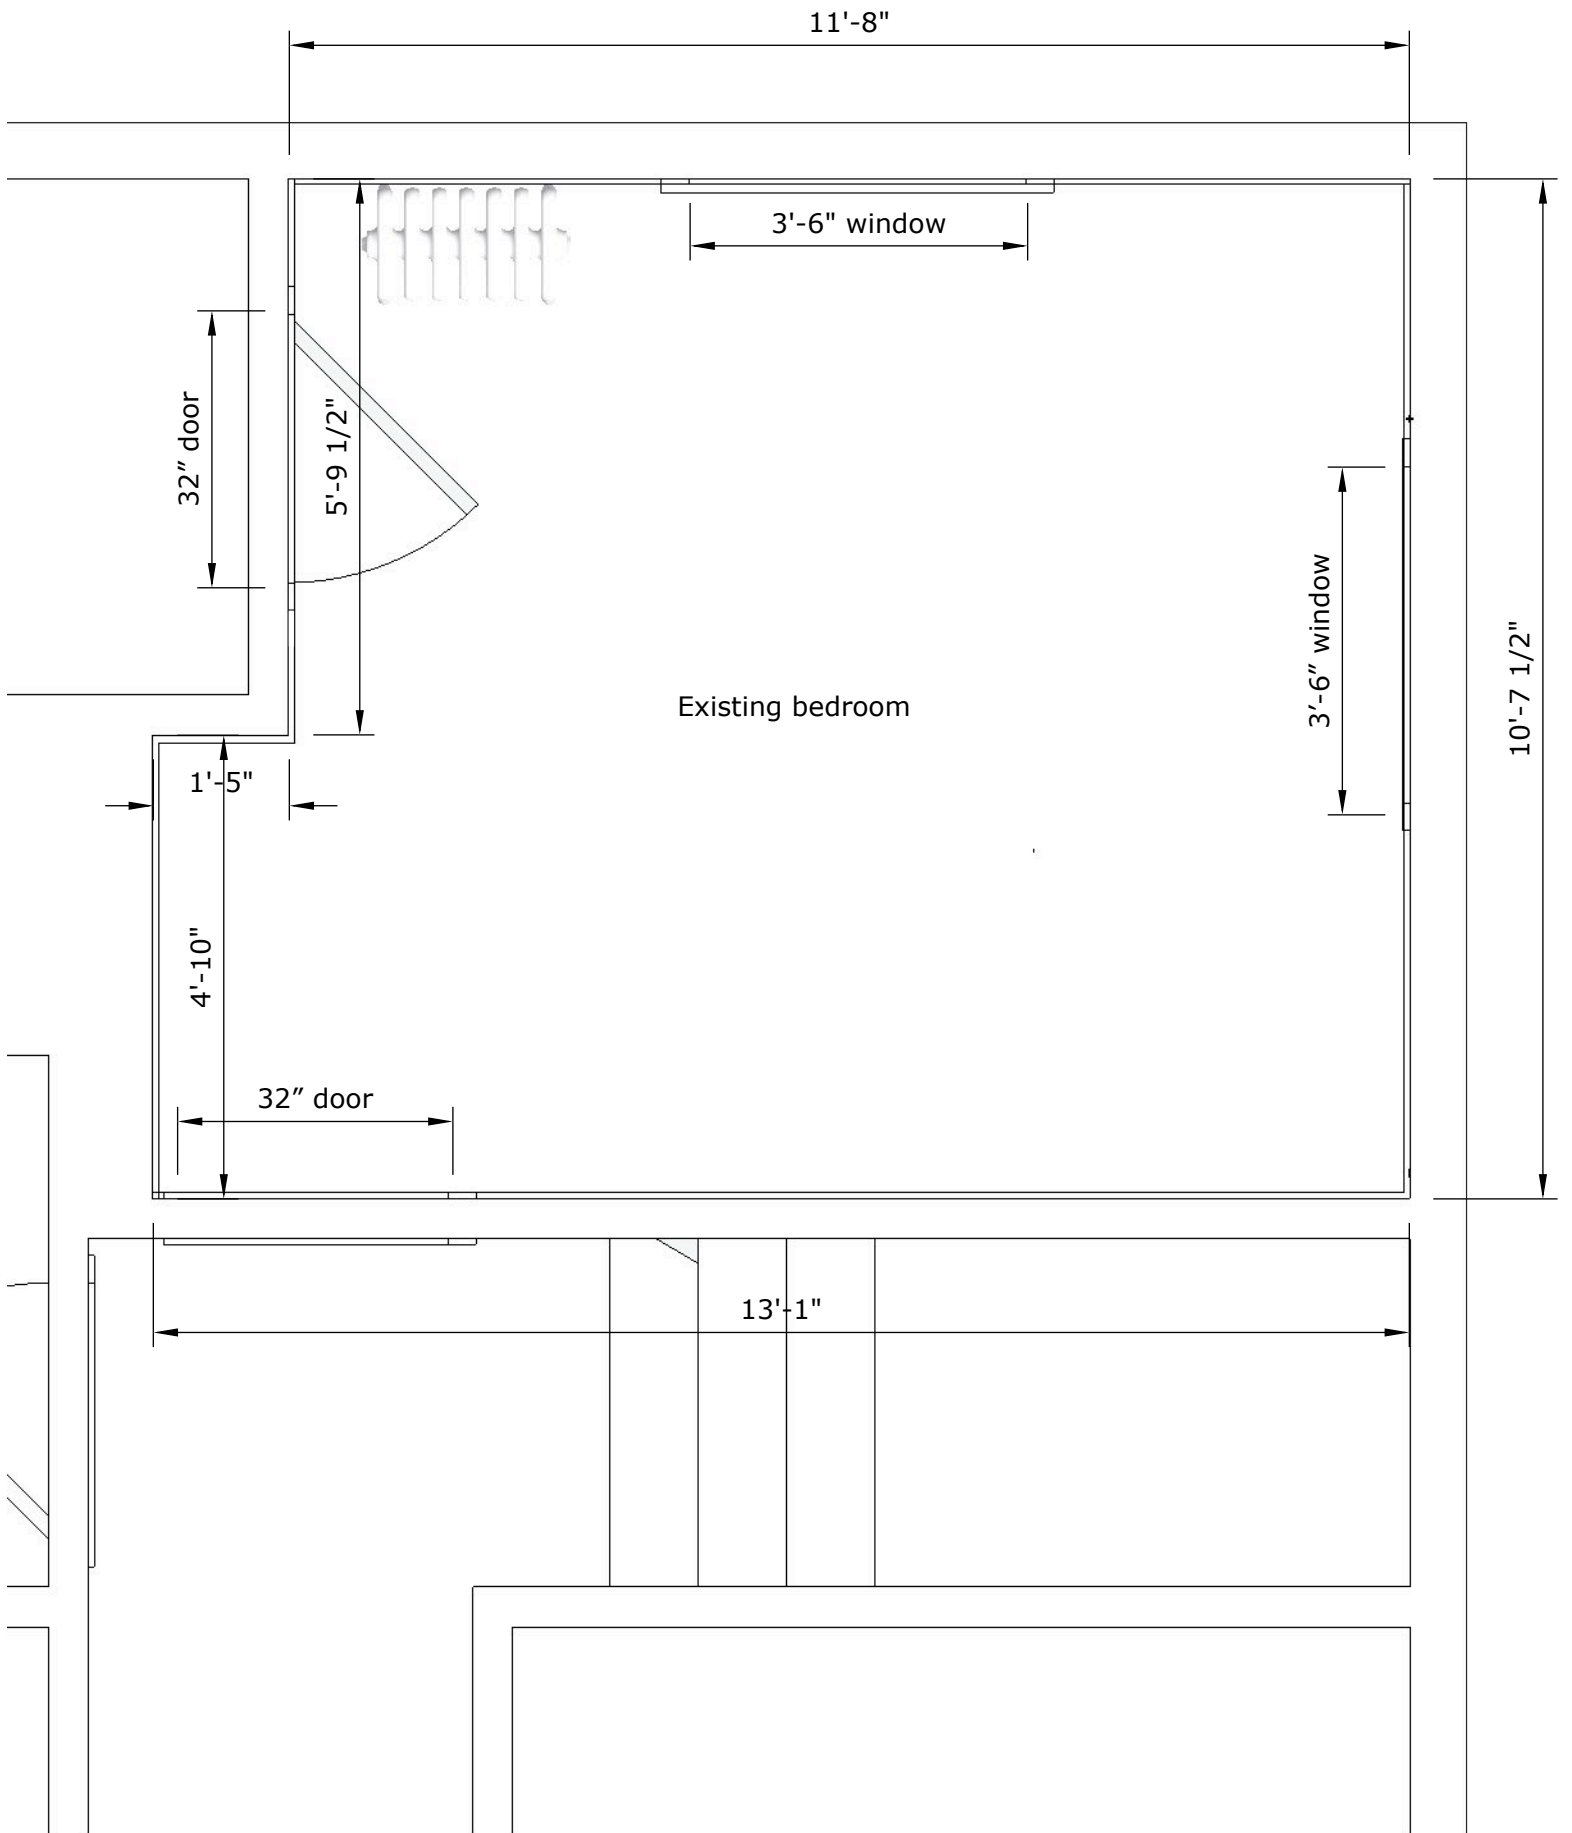 11'-8"
3'-6" window
32” door
5'-9 1/2"
3’-6” window
10'-7 1/2"
Existing bedroom
1'-5"
4'-10"
32” door
13'-1"